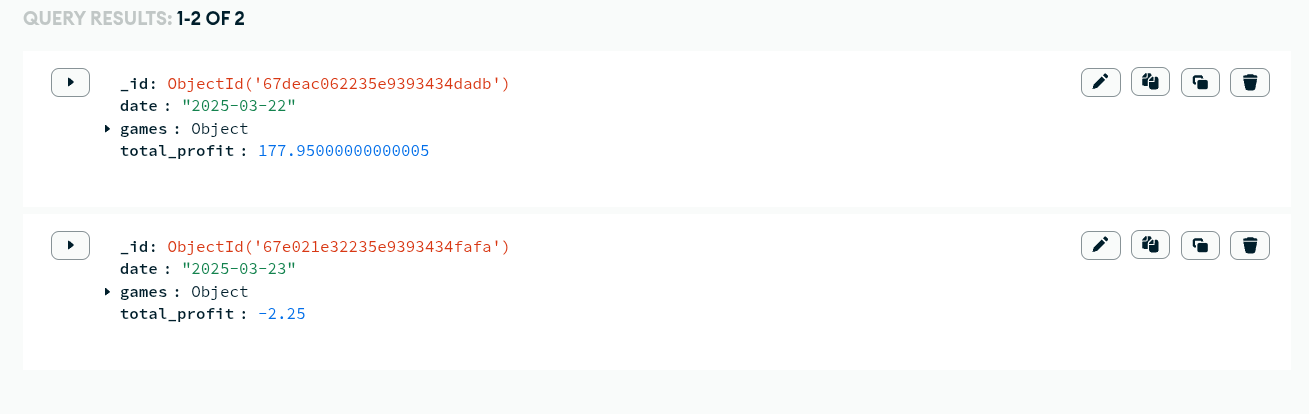 QUERY RESULTS: 1-2 OF 2
_id: ObjectId('67deac062235e9393434dadb')
date : "2025-03-22"
games : Object
total_profit : 177.95000000000005
_id: ObjectId('67e021e32235e9393434fafa')
date : "2025-03-23"
games : Object
total_profit : -2.25